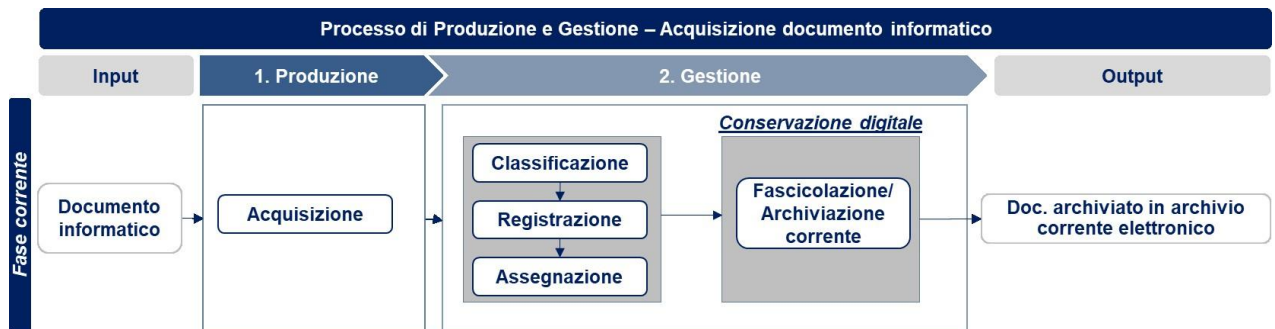 Processo di Produzione e Gestione – Acquisizione documento informatico
Input
1. Produzione
2. Gestione
Output
Fase corrente
Documento
informatico
Acquisizione
Classificazione
Registrazione
Assegnazione
Conservazione digitale
Fascicolazione/
Archiviazione
corrente
Doc. archiviato in archivio
corrente elettronico